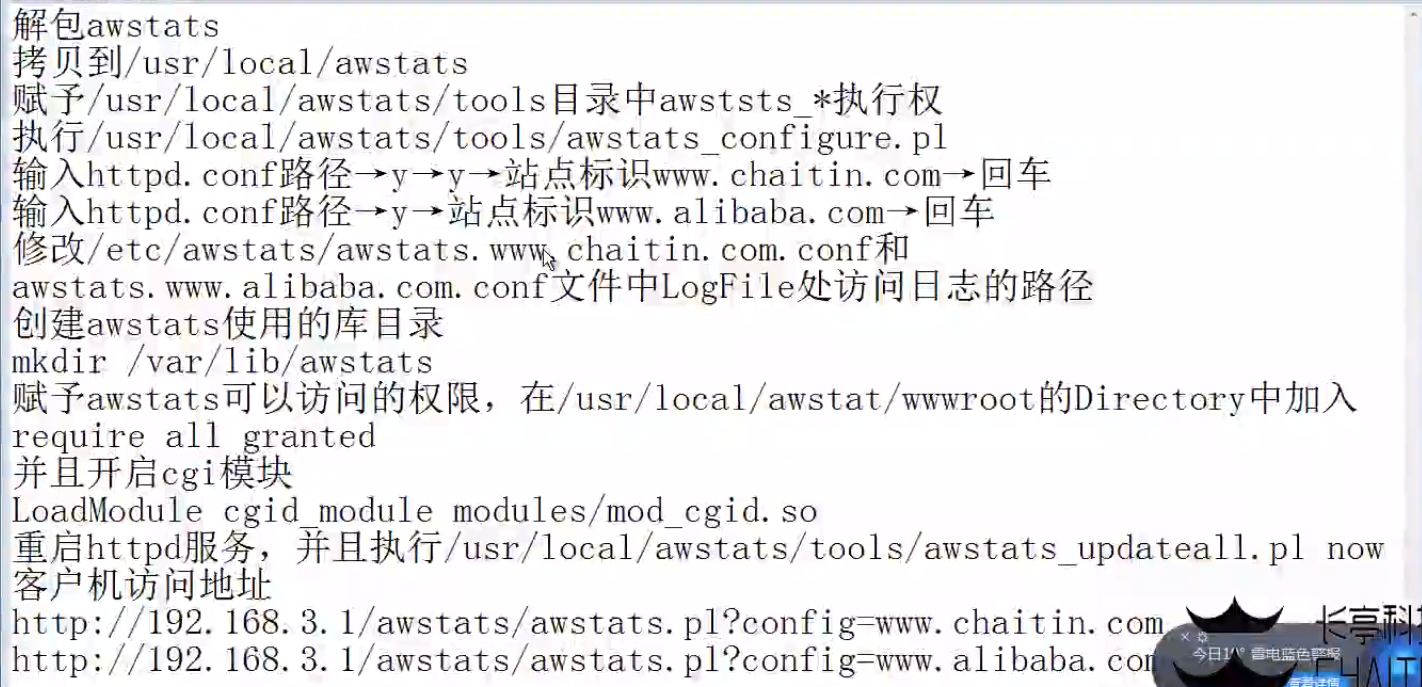 解包awstats
拷贝到/usr/local/awstats
赋予/usr/local/awstats/tools目录中awststs_*执行权
执行/usr/local/awstats/tools/awstats_configure.pl
输入httpd.conf路径→y→y→站点标识www.chaitin.com→回车
输入httpd.conf路径→y→站点标识www.alibaba.com→回车
修改/etc/awstats/awstats.www.chaitin.com.conf和
awstats.www.alibaba.com.conf文件中LogFile处访问日志的路径
创建awstats使用的库目录
mkdir /var/lib/awstats
赋予awstats可以访问的权限，在/usr/local/awstat/wwwroot的Directory中加入
require all granted
并且开启cgi模块
LoadModule cgid_module modules/mod_cgid.so
重启httpd服务，并且执行/usr/local/awstats/tools/awstats_updateall.pl now
客户机访问地址
http://192.168.3.1/awstats/awstats.pl?config=www.chaitin.com
http://192.168.3.1/awstats/awstats.pl?config=www.alibaba.com
长亭科技
雷电蓝色警报
CHAIT
查看详情